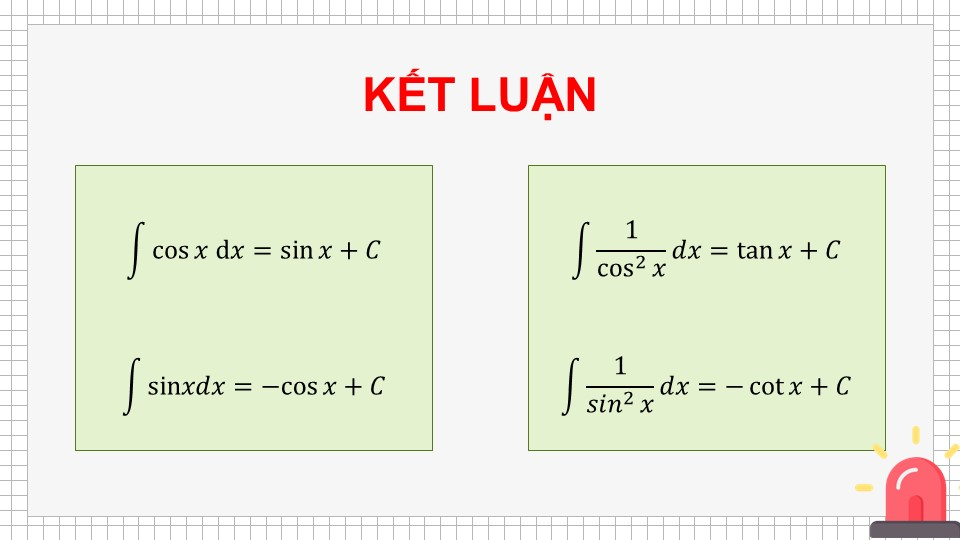 KẾT LUẬN
∫ cos 𝑥 d𝑥 = sin 𝑥 + 𝐶
∫ sin𝑥𝑑𝑥 = −cos 𝑥 + 𝐶
∫ 1/cos² 𝑥 𝑑𝑥 = tan 𝑥 + 𝐶
∫ 1/𝑠𝑖𝑛² 𝑥 𝑑𝑥 = − cot 𝑥 + 𝐶